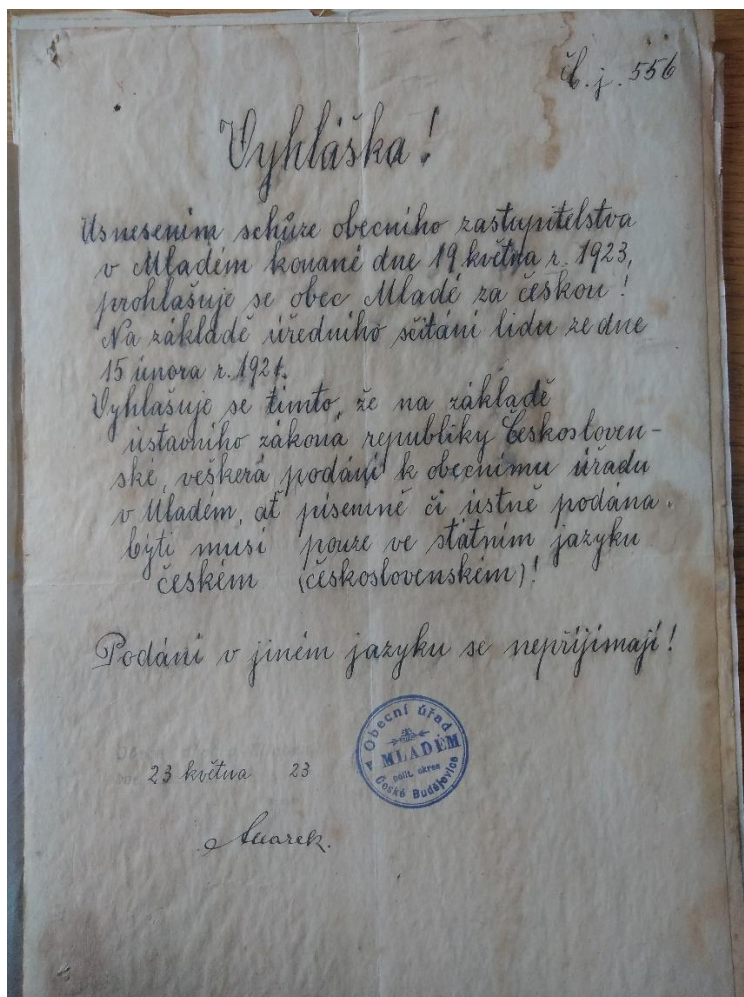 Č. j. 556
Vyhláška!
Usnesením schůze obecního zastupitelstva
v Mladém konané dne 19 května r. 1923,
prohlašuje se obec Mladé za českou!
Na základě úředního sčítání lidu ze dne
15 února r. 1921.
Vyhlašuje se tímto, že na základě
ústavního zákona republiky Českosloven-
ské, veškerá podání k obecnímu úřadu
v Mladém, ať písemně či ústně podána
býti musí pouze ve státním jazyku
českém (československém)!
Podání v jiném jazyku se nepřijímají!
Obecní úřad
v MLADÉM
polit. okres
České Budějovice
23 května 23